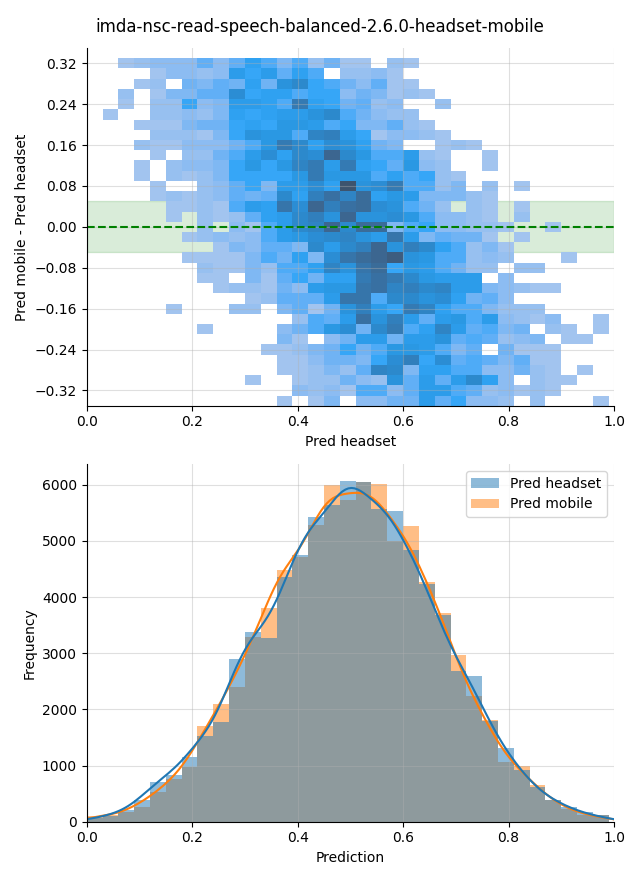 imda-nsc-read-speech-balanced-2.6.0-headset-mobile
Pred mobile - Pred headset
0.32
0.24
0.16
0.08
0.00
−0.08
−0.16
−0.24
−0.32
0.0 0.2 0.4 0.6 0.8 1.0
Pred headset
Frequency
6000
5000
4000
3000
2000
1000
0
Pred headset
Pred mobile
0.0 0.2 0.4 0.6 0.8 1.0
Prediction